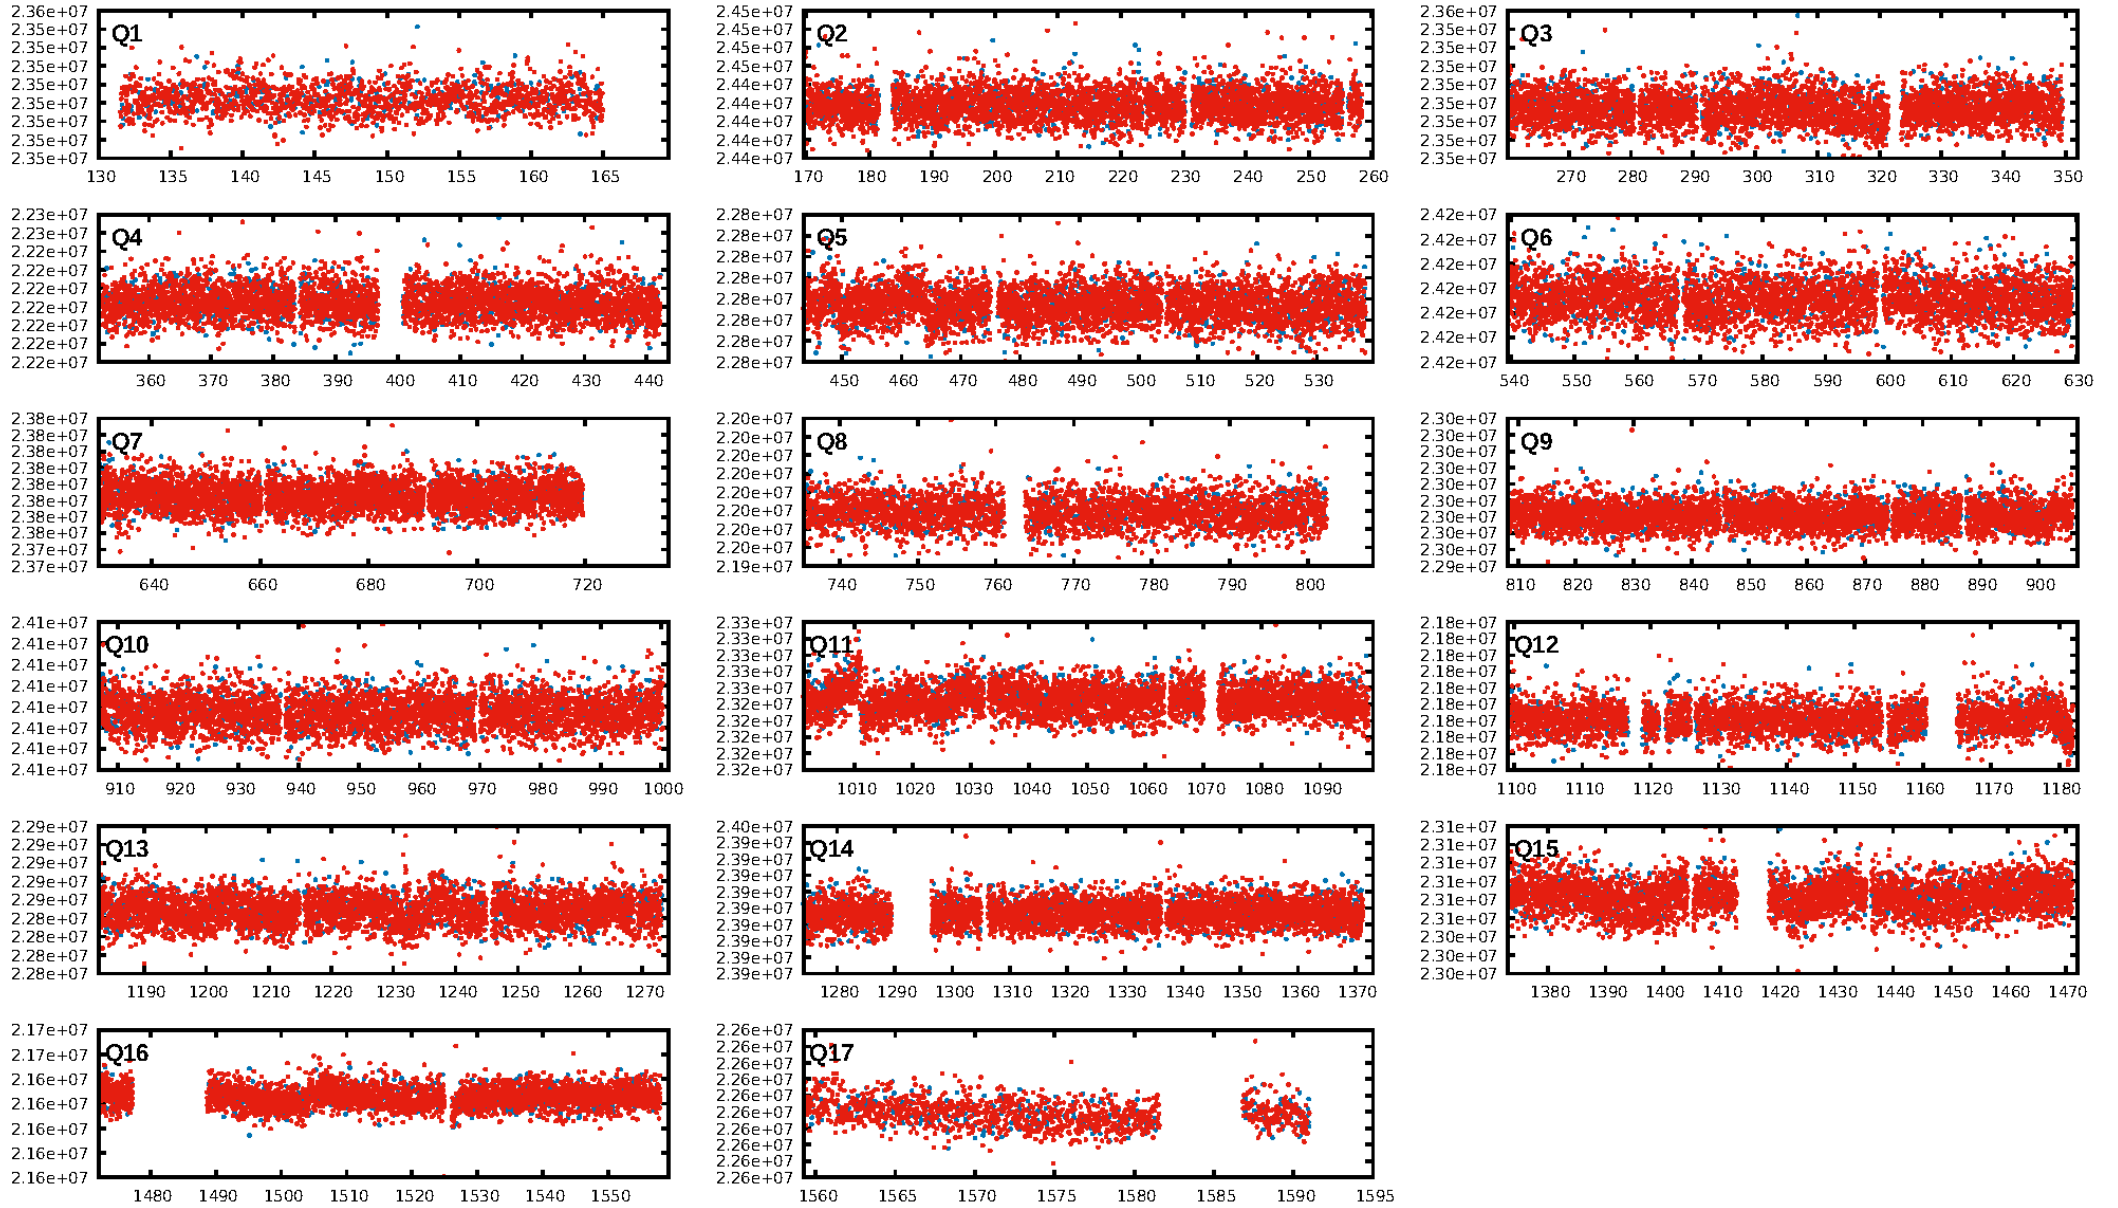 Q1
2.36e+07
2.35e+07
2.35e+07
2.35e+07
2.35e+07
2.35e+07
2.35e+07
2.35e+07
2.35e+07
130 135 140 145 150 155 160 165
Q2
2.45e+07
2.45e+07
2.45e+07
2.45e+07
2.44e+07
2.44e+07
2.44e+07
2.44e+07
2.44e+07
170 180 190 200 210 220 230 240 250 260
Q3
2.36e+07
2.35e+07
2.35e+07
2.35e+07
2.35e+07
2.35e+07
2.35e+07
2.35e+07
2.35e+07
270 280 290 300 310 320 330 340 350
Q4
2.23e+07
2.23e+07
2.22e+07
2.22e+07
2.22e+07
2.22e+07
2.22e+07
2.22e+07
2.22e+07
360 370 380 390 400 410 420 430 440
Q5
2.28e+07
2.28e+07
2.28e+07
2.28e+07
2.28e+07
2.28e+07
2.28e+07
2.28e+07
450 460 470 480 490 500 510 520 530
Q6
2.42e+07
2.42e+07
2.42e+07
2.42e+07
2.42e+07
2.42e+07
2.42e+07
540 550 560 570 580 590 600 610 620 630
Q7
2.38e+07
2.38e+07
2.38e+07
2.38e+07
2.38e+07
2.38e+07
2.38e+07
2.38e+07
2.37e+07
2.37e+07
640 660 680 700 720
Q8
2.20e+07
2.20e+07
2.20e+07
2.20e+07
2.20e+07
2.20e+07
2.20e+07
2.20e+07
2.19e+07
740 750 760 770 780 790 800
Q9
2.30e+07
2.30e+07
2.30e+07
2.30e+07
2.30e+07
2.30e+07
2.30e+07
2.30e+07
2.30e+07
2.29e+07
810 820 830 840 850 860 870 880 890 900
Q10
2.41e+07
2.41e+07
2.41e+07
2.41e+07
2.41e+07
2.41e+07
2.41e+07
2.41e+07
910 920 930 940 950 960 970 980 990 1000
Q11
2.33e+07
2.33e+07
2.33e+07
2.33e+07
2.33e+07
2.32e+07
2.32e+07
2.32e+07
2.32e+07
2.32e+07
1010 1020 1030 1040 1050 1060 1070 1080 1090
Q12
2.18e+07
2.18e+07
2.18e+07
2.18e+07
2.18e+07
2.18e+07
2.18e+07
2.18e+07
2.18e+07
2.18e+07
1100 1110 1120 1130 1140 1150 1160 1170 1180
Q13
2.29e+07
2.29e+07
2.29e+07
2.29e+07
2.29e+07
2.28e+07
2.28e+07
2.28e+07
2.28e+07
1190 1200 1210 1220 1230 1240 1250 1260 1270
Q14
2.40e+07
2.39e+07
2.39e+07
2.39e+07
2.39e+07
2.39e+07
2.39e+07
2.39e+07
2.39e+07
2.39e+07
1280 1290 1300 1310 1320 1330 1340 1350 1360 1370
Q15
2.31e+07
2.31e+07
2.31e+07
2.31e+07
2.31e+07
2.31e+07
2.30e+07
2.30e+07
2.30e+07
1380 1390 1400 1410 1420 1430 1440 1450 1460 1470
Q16
2.17e+07
2.17e+07
2.16e+07
2.16e+07
2.16e+07
2.16e+07
2.16e+07
1480 1490 1500 1510 1520 1530 1540 1550
Q17
2.26e+07
2.26e+07
2.26e+07
2.26e+07
2.26e+07
2.26e+07
2.26e+07
2.26e+07
2.26e+07
2.26e+07
1560 1565 1570 1575 1580 1585 1590 1595